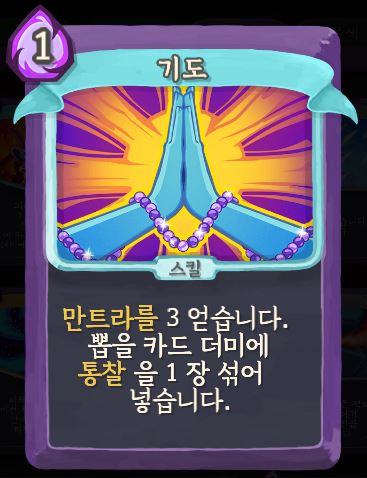 1
기도
스킬
만트라를 3 얻습니다.
뽑을 카드 더미에
통찰 을 1 장 섞어
넣습니다.